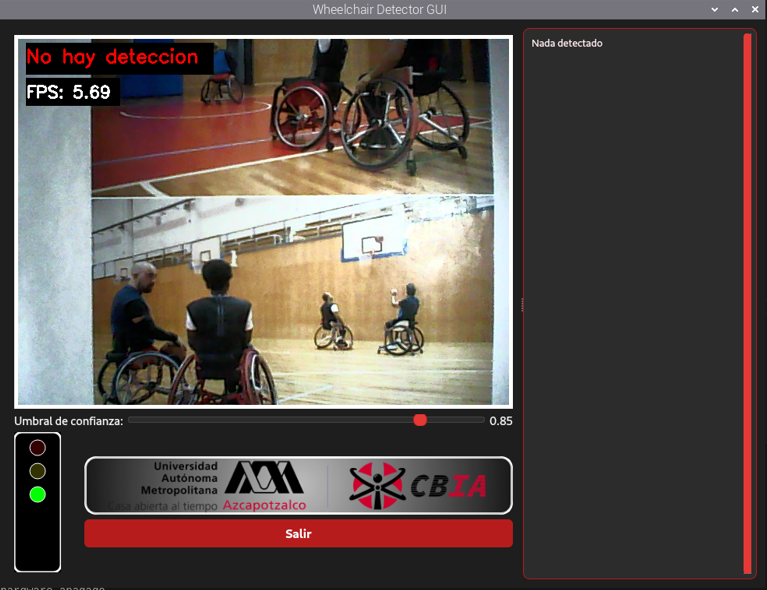 Wheelchair Detector GUI
No hay deteccion
FPS: 5.69
Nada detectado
Umbral de confianza:
0.85
Universidad
Autónoma
Metropolitana
Casa abierta al tiempo
Azcapotzalco
CBIA
Salir